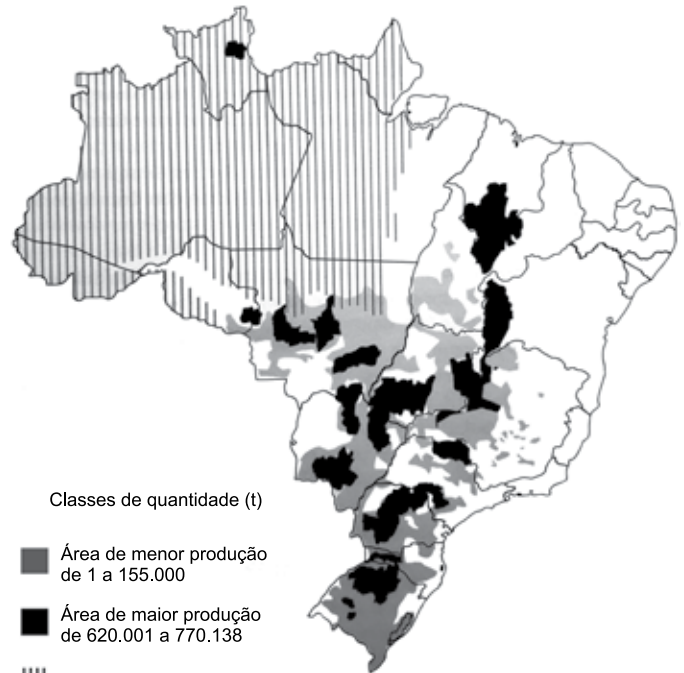 Classes de quantidade (t)
Área de menor produção
de 1 a 155.000
Área de maior produção
de 620.001 a 770.138